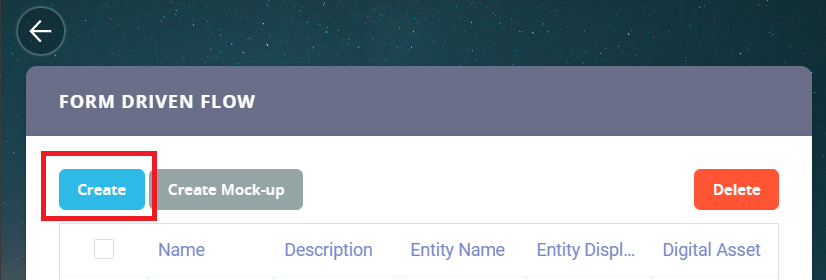 FORM DRIVEN FLOW
Create Create Mock-up Delete
Name Description Entity Name Entity Displ... Digital Asset